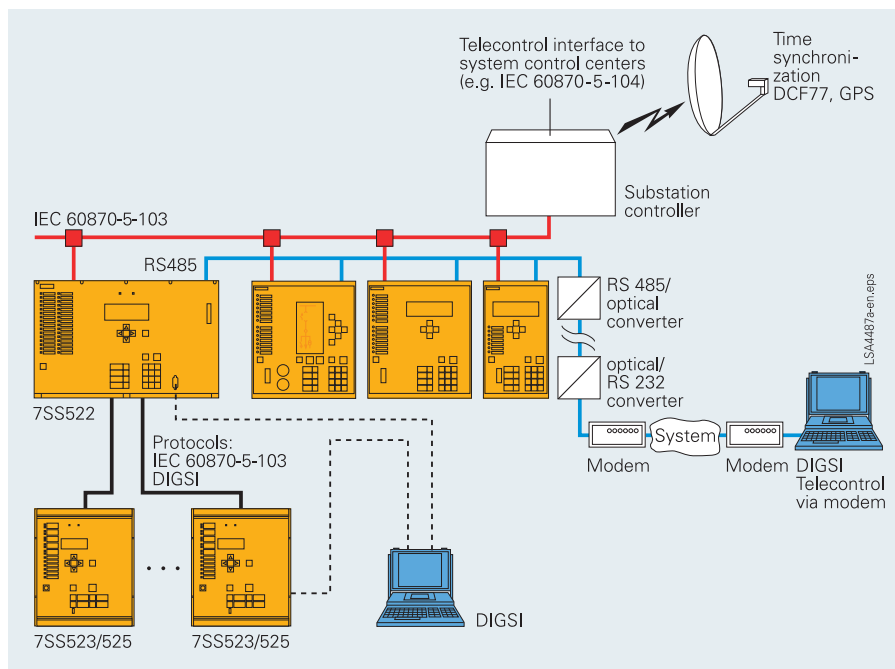 Telecontrol interface to
system control centers
(e.g. IEC 60870-5-104)
Time
synchroni-
zation
DCF77, GPS
Substation
controller
IEC 60870-5-103
RS485
RS 485/
optical
converter
optical/
RS 232
converter
LSA4487a-en.eps
7SS522
Protocols:
IEC 60870-5-103
DIGSI
Modem
System
Modem
DIGSI
Telecontrol
via modem
7SS523/525
7SS523/525
DIGSI